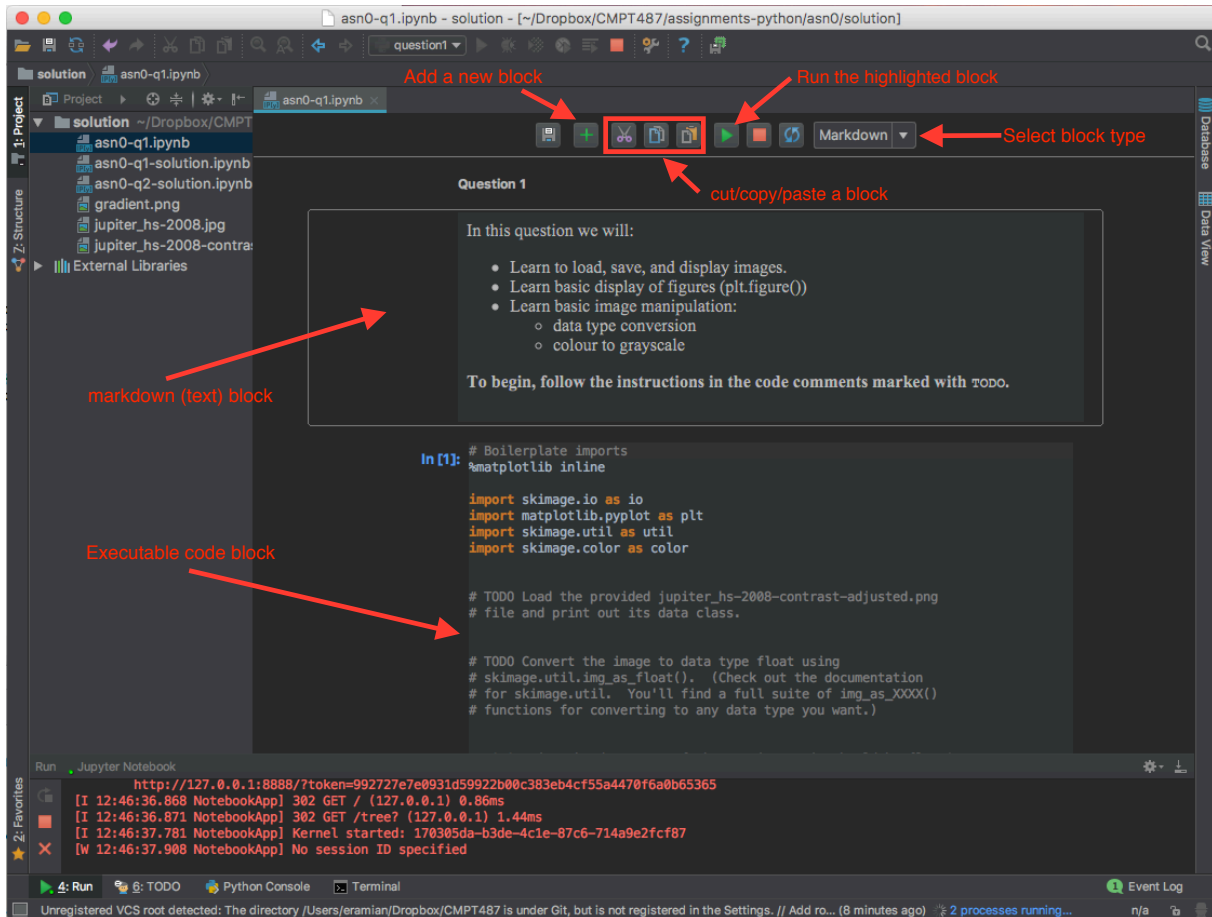 asn0-q1.ipynb - solution - [~/Dropbox/CMPT487/assignments-python/asn0/solution]
question1
solution asn0-q1.ipynb
Add a new block
Run the highlighted block
Project
asn0-q1.ipynb
1: Project
solution ~/Dropbox/CMPT
asn0-q1.ipynb
asn0-q1-solution.ipynb
asn0-q2-solution.ipynb
gradient.png
jupiter_hs-2008.jpg
jupiter_hs-2008-contra
External Libraries
Z: Structure
Markdown
Select block type
Database
Data View
cut/copy/paste a block
Question 1
In this question we will:
• Learn to load, save, and display images.
• Learn basic display of figures (plt.figure())
• Learn basic image manipulation:
◦ data type conversion
◦ colour to grayscale
To begin, follow the instructions in the code comments marked with TODO.
markdown (text) block
In [1]:
# Boilerplate imports
%matplotlib inline
import skimage.io as io
import matplotlib.pyplot as plt
import skimage.util as util
import skimage.color as color
Executable code block
# TODO Load the provided jupiter_hs-2008-contrast-adjusted.png
# file and print out its data class.
# TODO Convert the image to data type float using
# skimage.util.img_as_float(). (Check out the documentation
# for skimage.util. You'll find a full suite of img_as_XXXX()
# functions for converting to any data type you want.)
Run Jupyter Notebook
2: Favorites
http://127.0.0.1:8888/?token=992727e7e0931d59922b00c383eb4cf55a4470f6a0b65365
[I 12:46:36.868 NotebookApp] 302 GET / (127.0.0.1) 0.86ms
[I 12:46:36.871 NotebookApp] 302 GET /tree? (127.0.0.1) 1.44ms
[I 12:46:37.781 NotebookApp] Kernel started: 170305da-b3de-4c1e-87c6-714a9e2fcf87
[W 12:46:37.908 NotebookApp] No session ID specified
4: Run 6: TODO Python Console Terminal
1 Event Log
Unregistered VCS root detected: The directory /Users/eramian/Dropbox/CMPT487 is under Git, but is not registered in the Settings. // Add ro... (8 minutes ago) 2 processes running... n/a